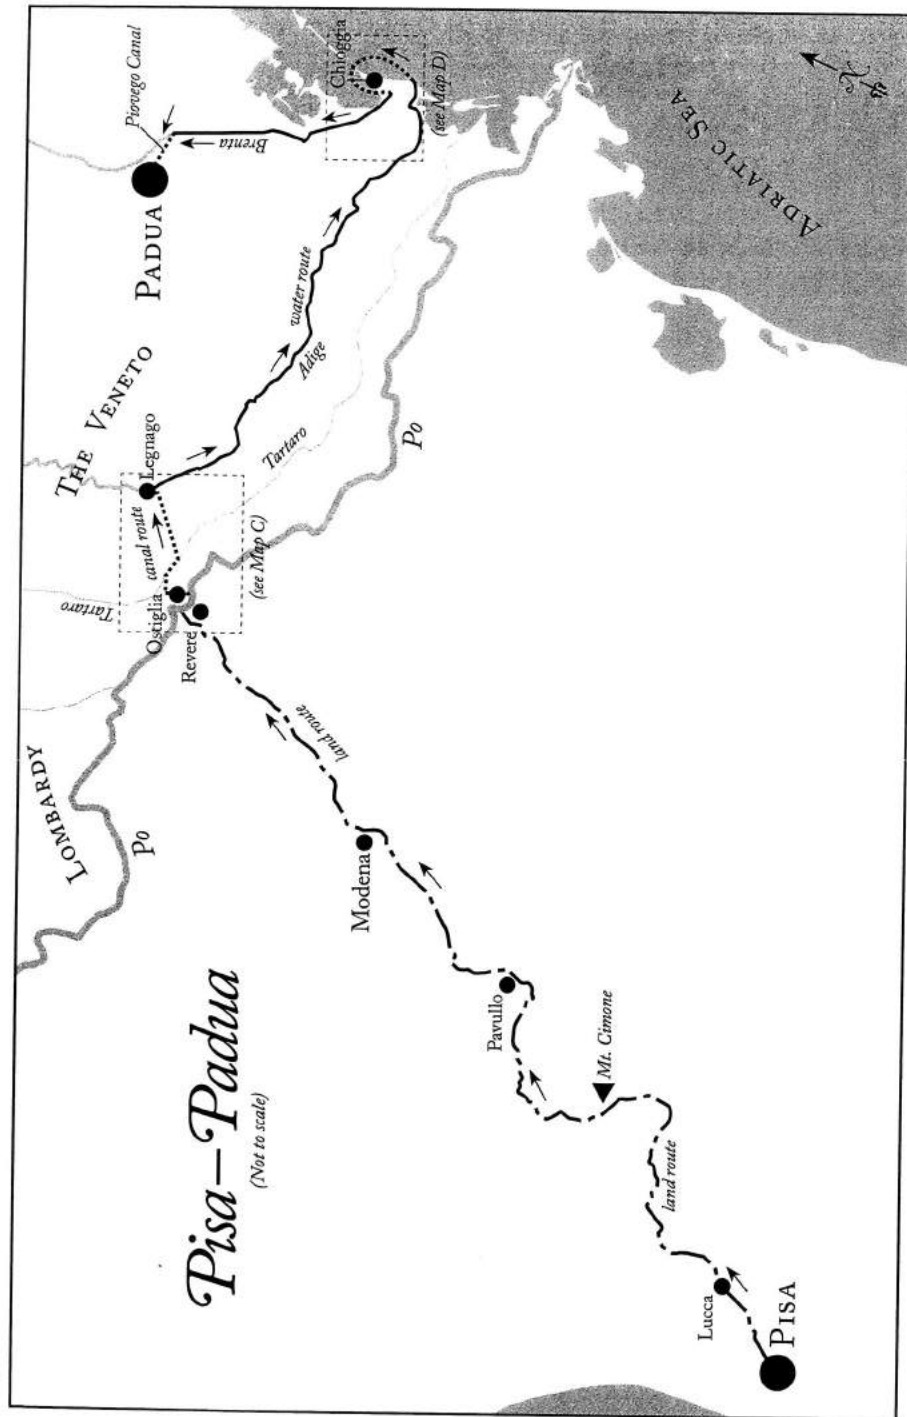 Pisa–Padua
(Not to scale)
LOMBARDY
Po
THE VENETO
PADUA
Piovego Canal
Brenta
Chioggia
(see Map D)
water route
Adige
Legnago
canal route
Tartaro
Ostiglia
Revere
(see Map C)
Tartaro
Po
ADRIATIC SEA
land route
Modena
Pavullo
Mt. Cimone
land route
Lucca
PISA